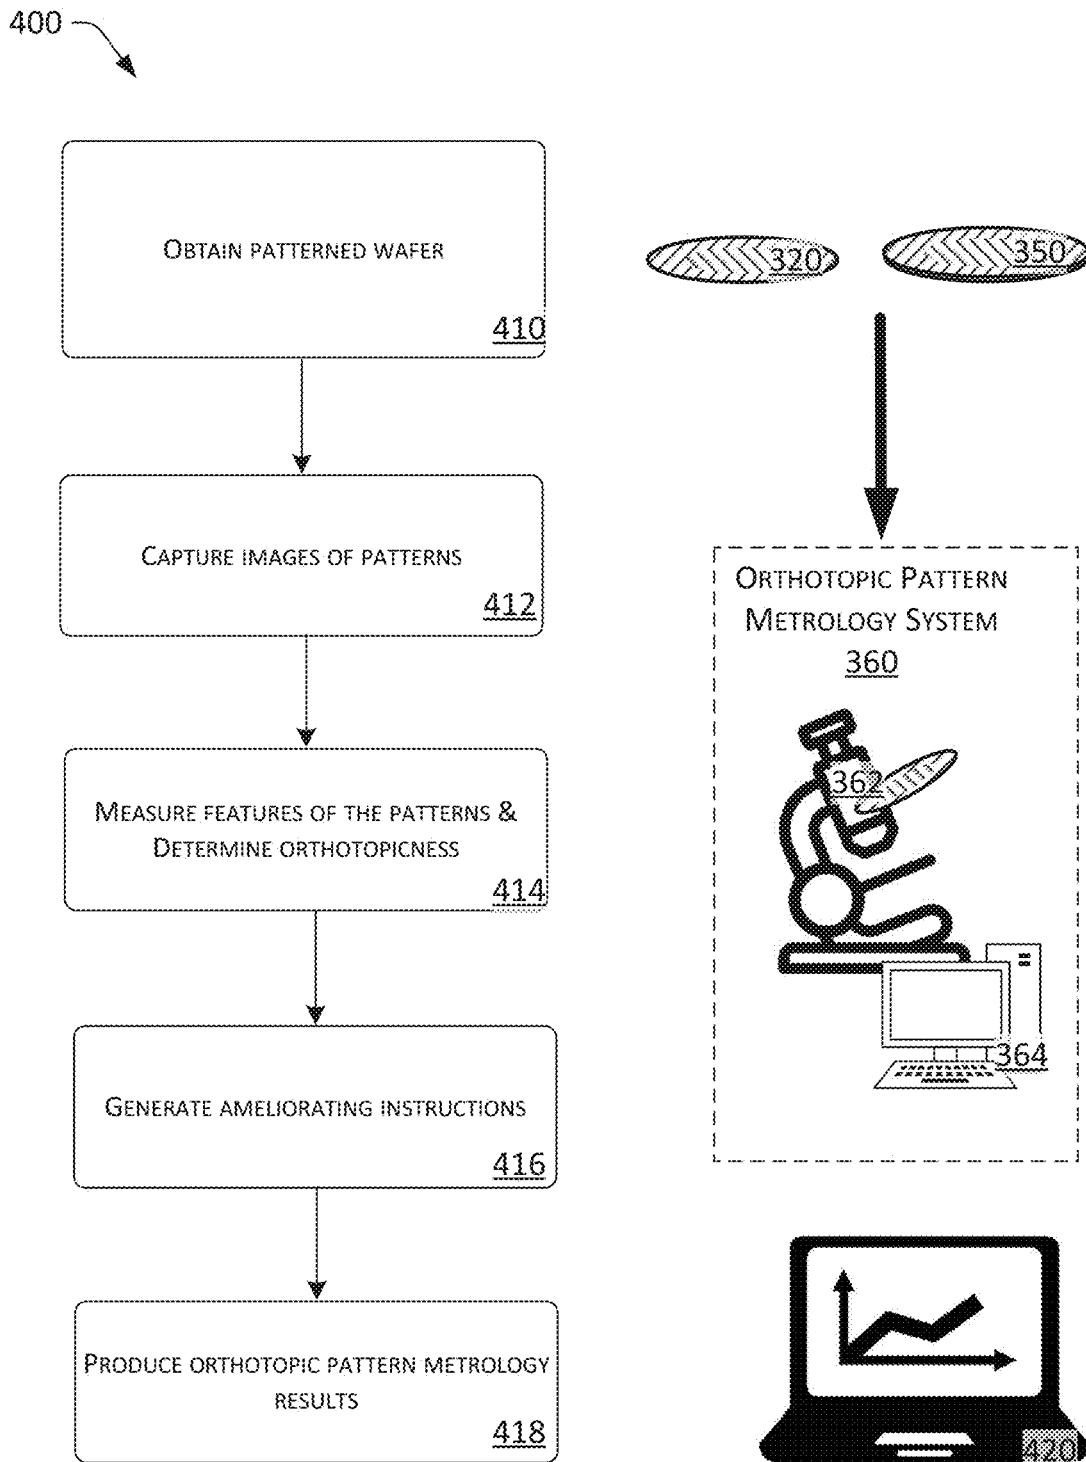 400
OBTAIN PATTERNED WAFER
410
CAPTURE IMAGES OF PATTERNS
412
MEASURE FEATURES OF THE PATTERNS &
DETERMINE ORTHOTOPICNESS
414
GENERATE AMELIORATING INSTRUCTIONS
416
PRODUCE ORTHOTOPIC PATTERN METROLOGY
RESULTS
418
320
350
ORTHOTOPIC PATTERN
METROLOGY SYSTEM
360
362
364
420